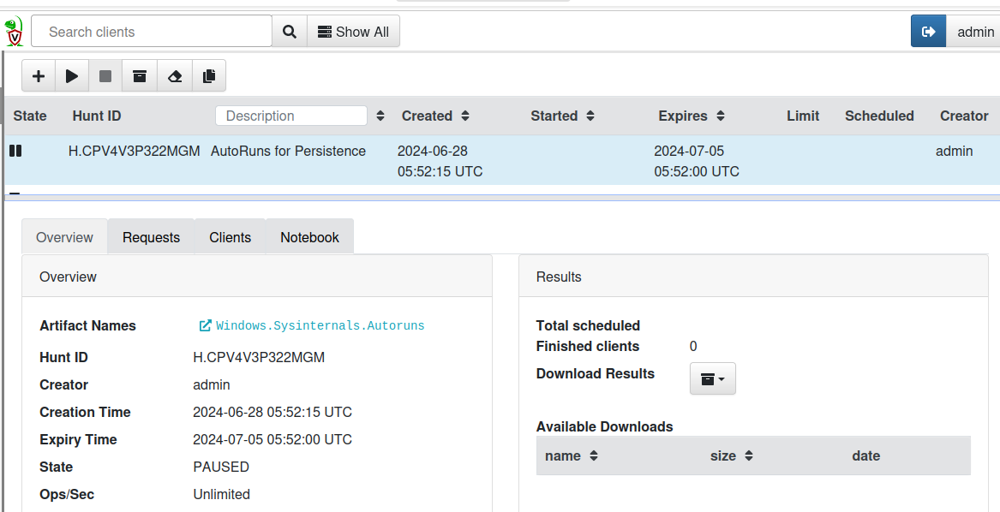 Search clients Show All admin
State Hunt ID Description Created Started Expires Limit Scheduled Creator
H.CPV4V3P322MGM AutoRuns for Persistence 2024-06-28 2024-07-05 admin
05:52:15 UTC 05:52:00 UTC
Overview Requests Clients Notebook
Overview
Artifact Names Windows.Sysinternals.Autoruns
Hunt ID H.CPV4V3P322MGM
Creator admin
Creation Time 2024-06-28 05:52:15 UTC
Expiry Time 2024-07-05 05:52:00 UTC
State PAUSED
Ops/Sec Unlimited
Results
Total scheduled
Finished clients 0
Download Results
Available Downloads
name size date